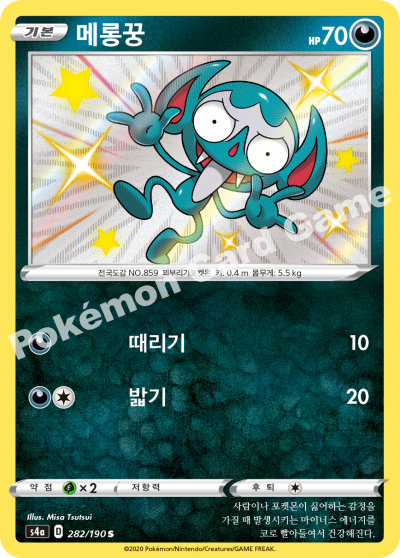 기본 메롱꿍 HP 70
전국도감 NO.859 꾀부리기포켓몬 키: 0.4 m 몸무게: 5.5 kg
Pokémon Card Game
때리기 10
밟기 20
약점 ×2 저항력 후퇴
Illus. Misa Tsutsui
s4a D 282/190 S
사람이나 포켓몬이 싫어하는 감정을
가질 때 발생시키는 마이너스 에너지를
코로 빨아들여서 건강해진다.
©2020 Pokémon/Nintendo/Creatures/GAME FREAK.